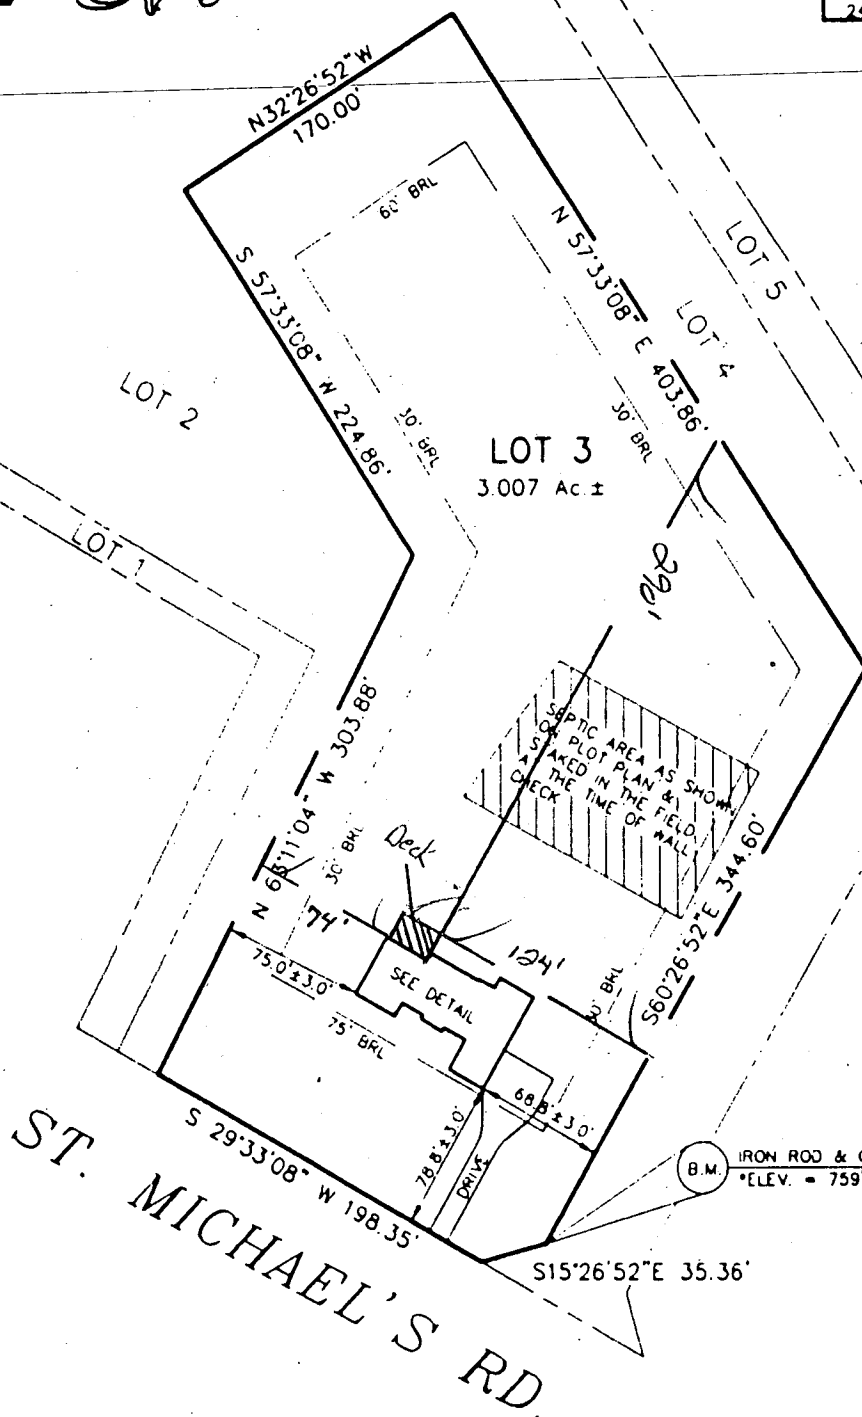 N32°26'52"W
170.00'
60' BRL
N 57°33'08" E 403.86'
S 57°33'08" W 224.86'
LOT 5
LOT 4
LOT 2
30' BRL
30' BRL
LOT 3
3.007 Ac.±
LOT 1
290'
SEPTIC AREA AS SHOWN
ON PLOT PLAN &
STAKED IN THE FIELD
AT THE TIME OF WALL
CHECK
N 63°11'04" W 303.88'
30' BRL
Deck
74'
124'
S60°26'52"E 344.60'
30' BRL
75.0'±3.0'
SEE DETAIL
75' BRL
68.8'±3.0'
78.8'±3.0'
DRIVE
S 29°33'08" W 198.35'
B.M.
IRON ROD &
*ELEV. = 759
S15°26'52"E 35.36'
ST. MICHAEL'S RD.